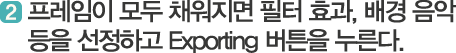 2 프레임이 모두 채워지면 필터 효과, 배경 음악
등을 선정하고 Exporting 버튼을 누른다.